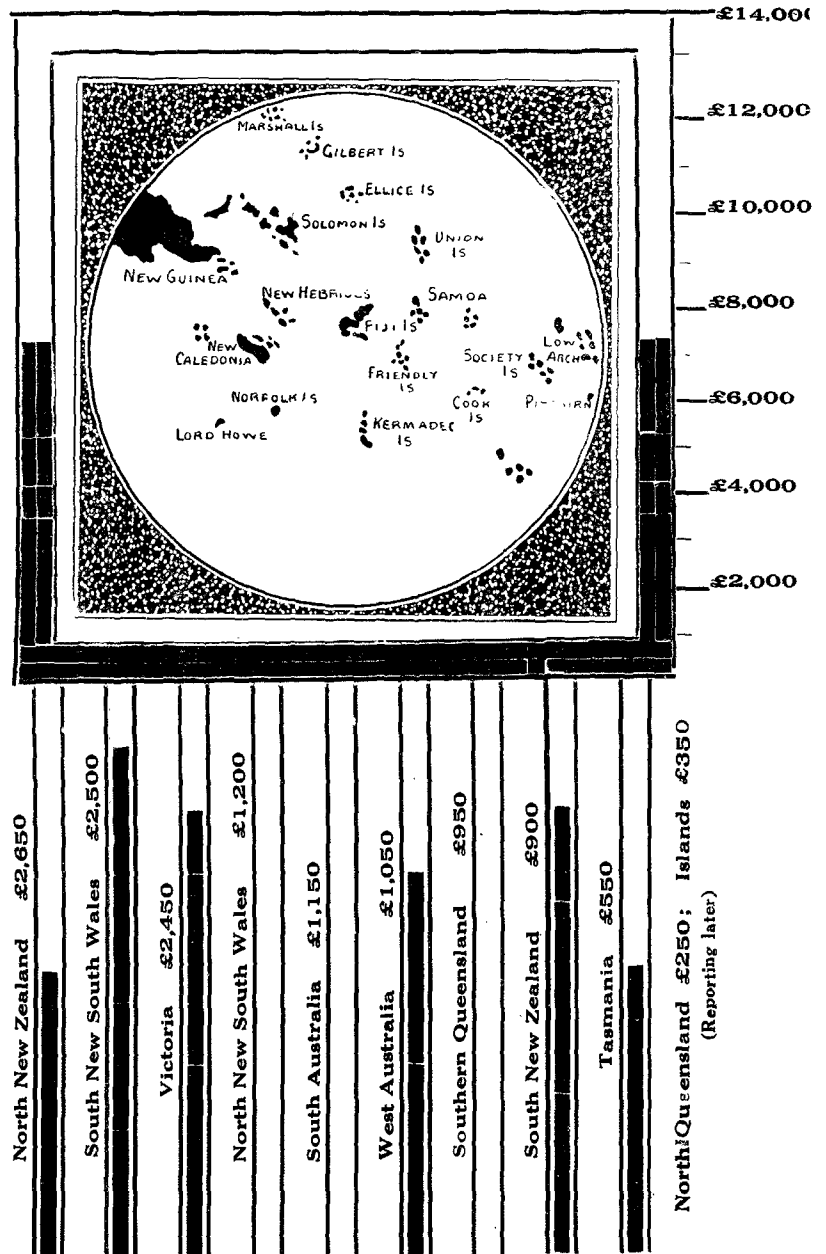 £14,000
£12,000
£10,000
£8,000
£6,000
£4,000
£2,000
MARSHALL IS
GILBERT IS
ELLICE IS
SOLOMON IS
UNION
IS
NEW GUINEA
NEW HEBRIDES
SAMOA
FIJI IS
NEW
CALEDONIA
SOCIETY
IS
LOW
ARCH
FRIENDLY
IS
NORFOLK IS
COOK
IS
PITCAIRN
LORD HOWE
KERMADEC
IS
North New Zealand £2,650
South New South Wales £2,500
Victoria £2,450
North New South Wales £1,200
South Australia £1,150
West Australia £1,050
Southern Queensland £950
South New Zealand £900
Tasmania £550
North Queensland £250; Islands £350
(Reporting later)